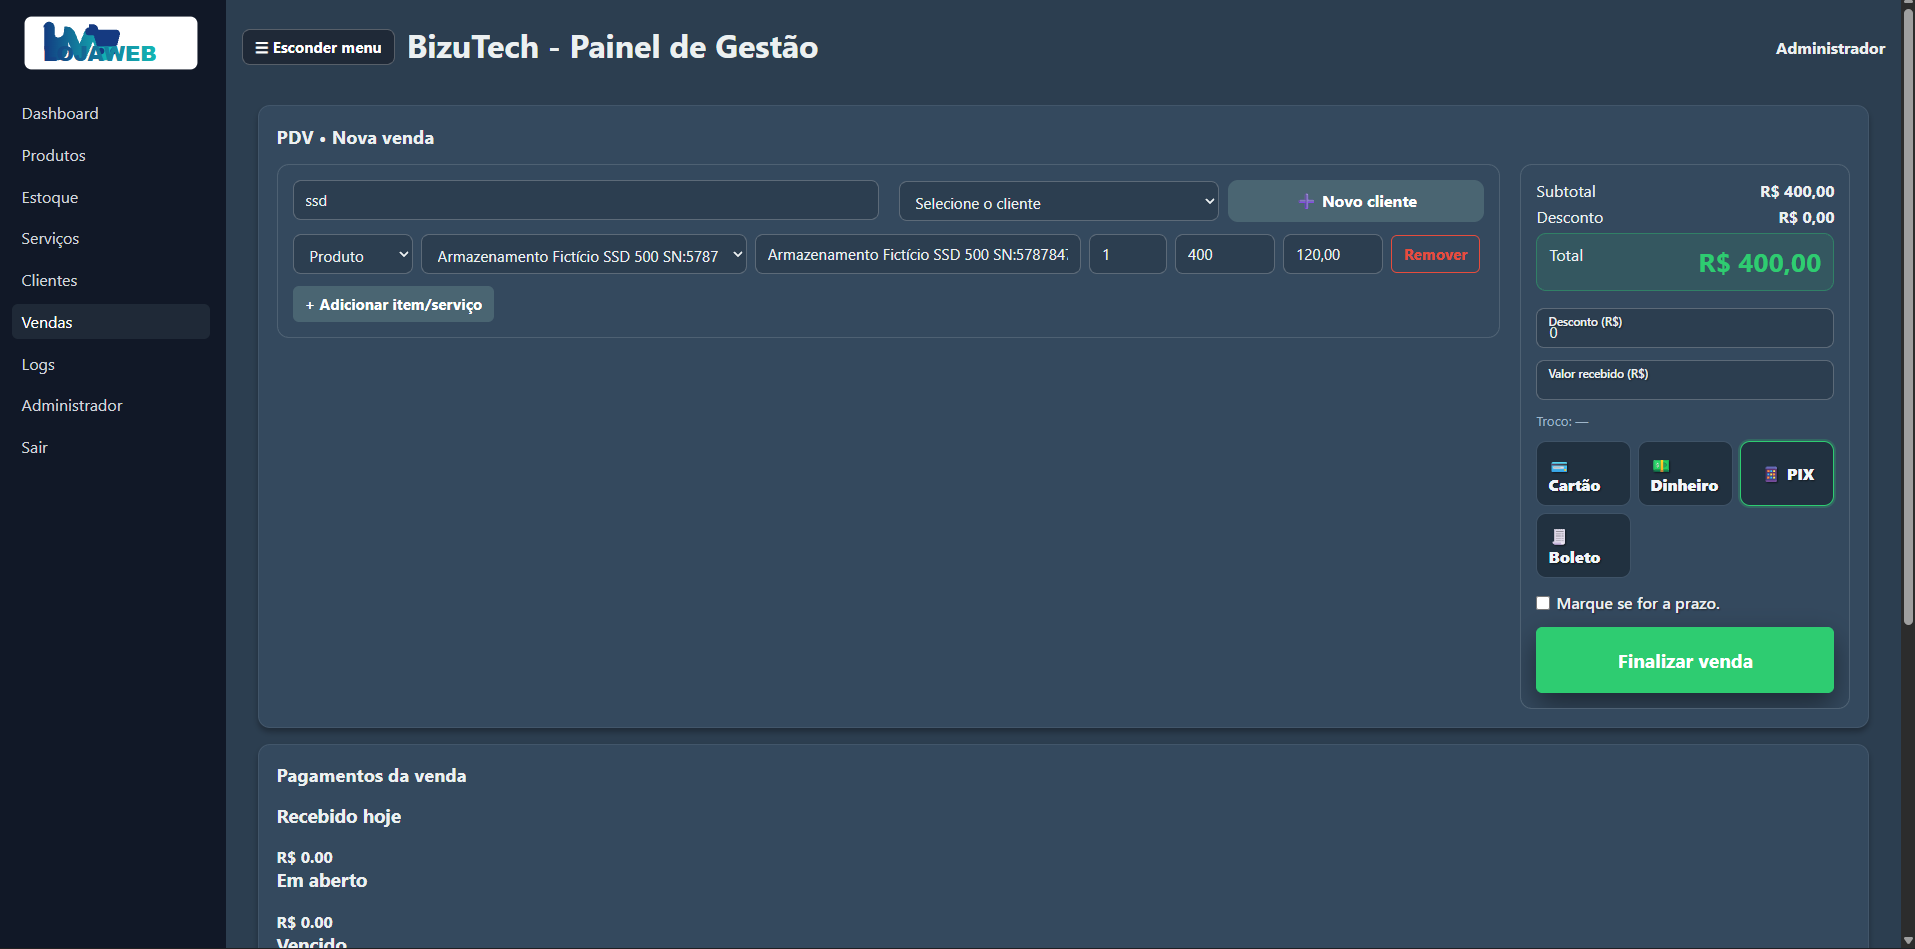 OVAWEB
☰ Esconder menu
BizuTech - Painel de Gestão
Administrador
Dashboard
Produtos
Estoque
Serviços
Clientes
Vendas
Logs
Administrador
Sair
PDV • Nova venda
ssd
Selecione o cliente
Novo cliente
Produto
Armazenamento Fictício SSD 500 SN:5787
Armazenamento Fictício SSD 500 SN:5787847
1
400
120,00
Remover
+ Adicionar item/serviço
Subtotal R$ 400,00
Desconto R$ 0,00
Total R$ 400,00
Desconto (R$)
0
Valor recebido (R$)
Troco: —
Cartão
Dinheiro
PIX
Boleto
Marque se for a prazo.
Finalizar venda
Pagamentos da venda
Recebido hoje
R$ 0.00
Em aberto
R$ 0.00
Vencido